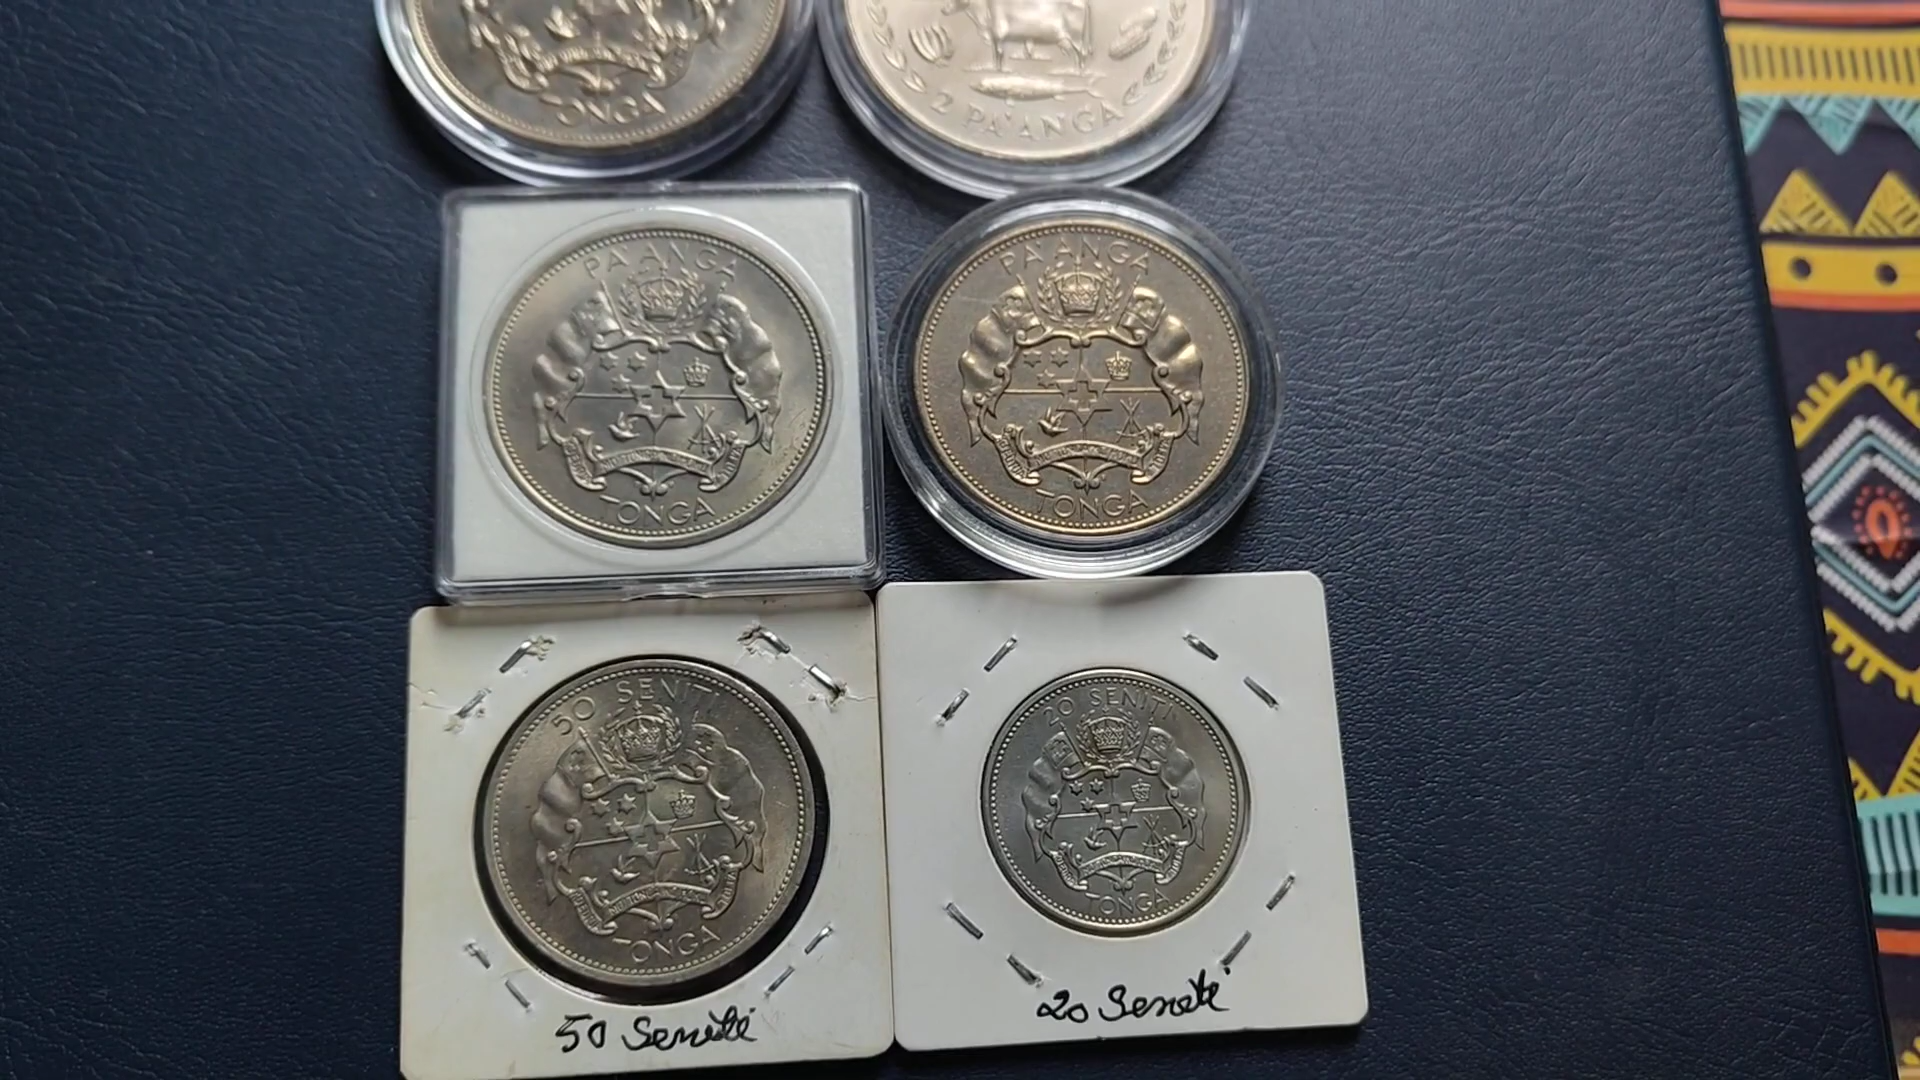 TONGA
2 PA'ANGA
PA'ANGA
TONGA
PA'ANGA
TONGA
50 SENITI
TONGA
50 Seniti
20 SENITI
TONGA
20 Seniti